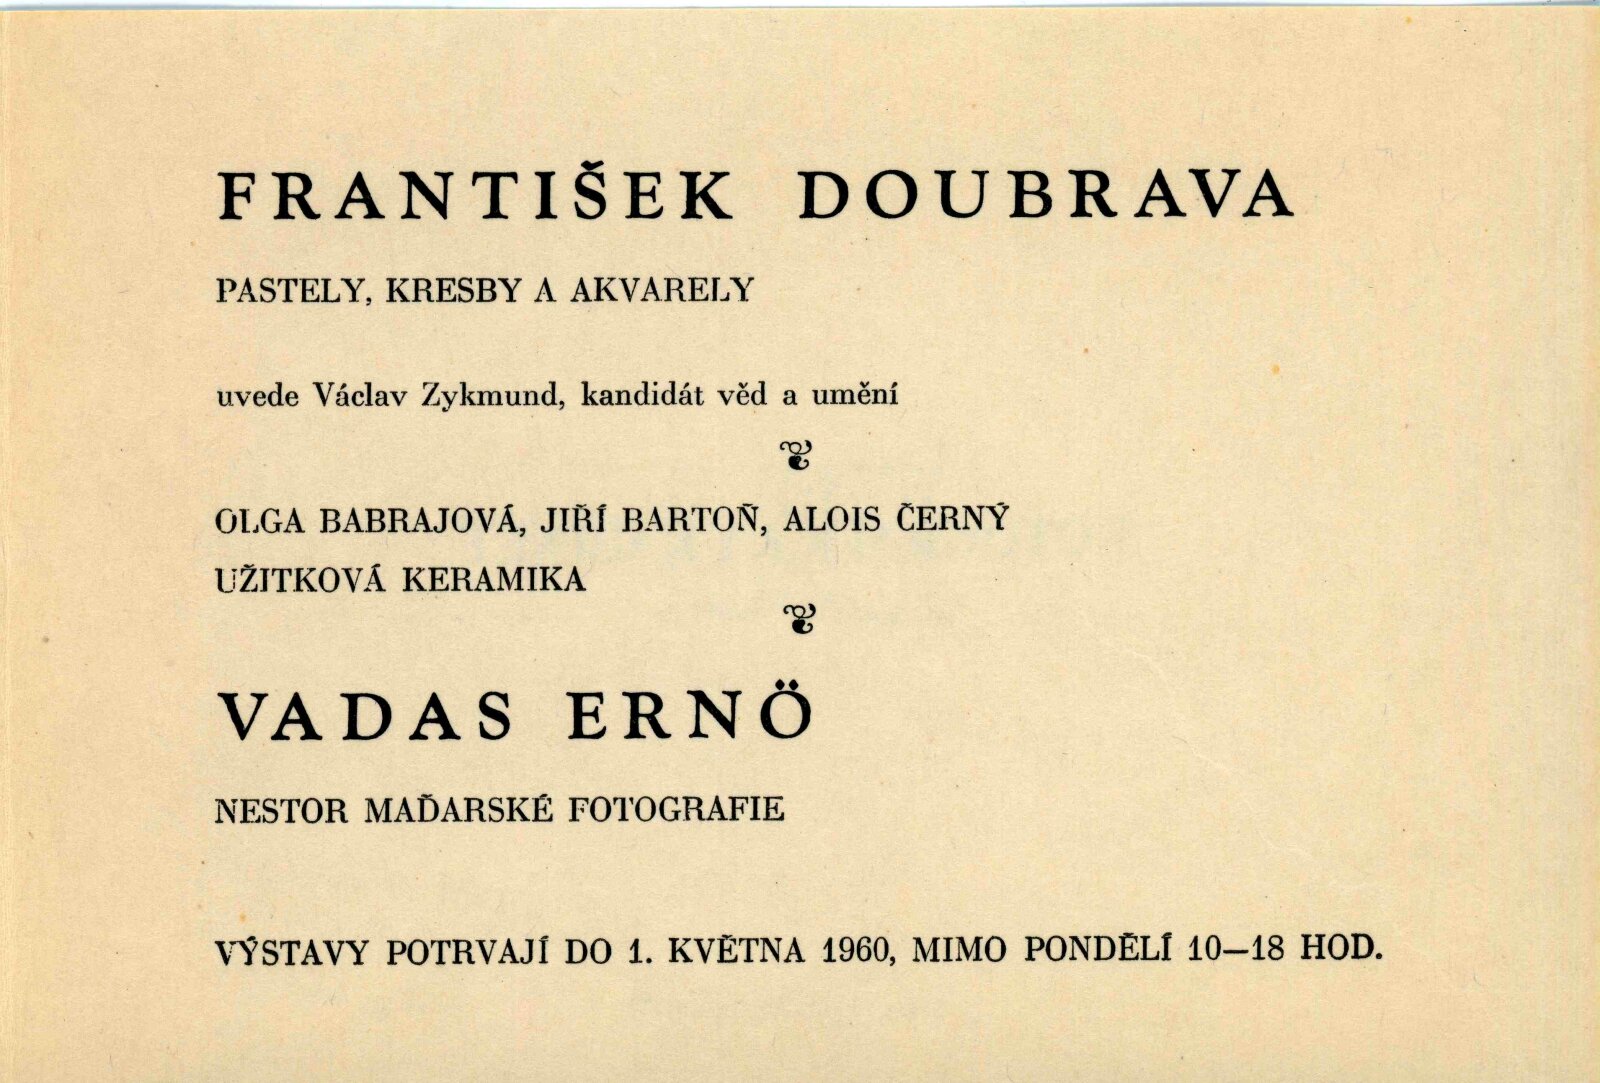 FRANTIŠEK DOUBRAVA
PASTELY, KRESBY A AKVARELY
uvede Václav Zykmund, kandidát věd a umění
OLGA BABRAJOVÁ, JIŘÍ BARTOŇ, ALOIS ČERNÝ
UŽITKOVÁ KERAMIKA
VADAS ERNÖ
NESTOR MAĎARSKÉ FOTOGRAFIE
VÝSTAVY POTRVAJÍ DO 1. KVĚTNA 1960, MIMO PONDĚLÍ 10—18 HOD.